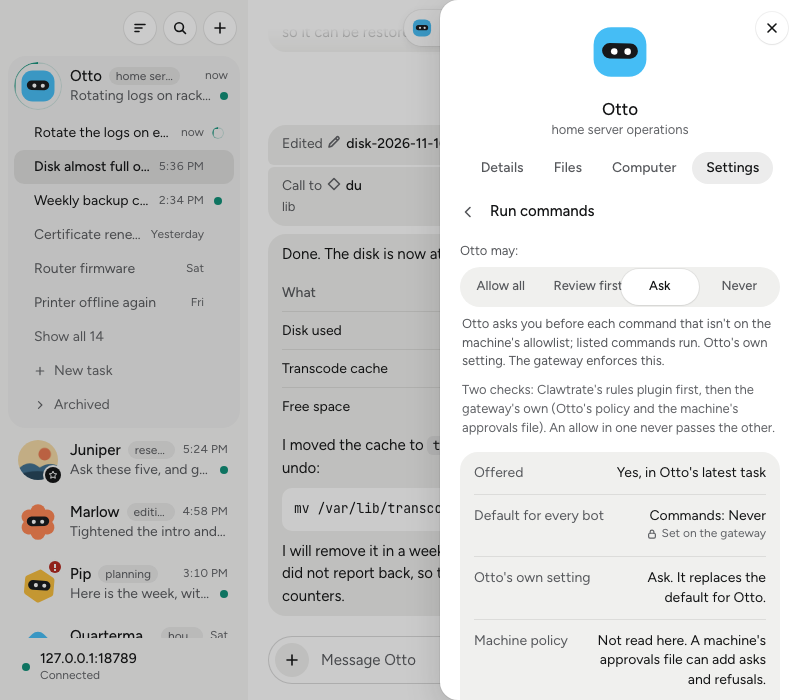 Otto home ser... now
Rotating logs on rack...
Rotate the logs on e... now
Disk almost full o... 5:36 PM
Weekly backup c... 2:34 PM
Certificate rene... Yesterday
Router firmware Sat
Printer offline again Fri
Show all 14
+ New task
Archived
Juniper rese... 5:24 PM
Ask these five, and g...
Marlow editi... 4:58 PM
Tightened the intro and...
Pip planning 3:10 PM
Here is the week, wit...
Quarterma hou Sat
127.0.0.1:18789
Connected
so it can be restor
Edited disk-2026-11-1
Call to du
lib
Done. The disk is now at
What
Disk used
Transcode cache
Free space
I moved the cache to
undo:
mv /var/lib/transco
I will remove it in a week
did not report back, so t
counters.
Message Otto
Otto
home server operations
Details Files Computer Settings
Run commands
Otto may:
Allow all Review first Ask Never
Otto asks you before each command that isn't on the
machine's allowlist; listed commands run. Otto's own
setting. The gateway enforces this.
Two checks: Clawtrate's rules plugin first, then the
gateway's own (Otto's policy and the machine's
approvals file). An allow in one never passes the other.
Offered Yes, in Otto's latest task
Default for every bot Commands: Never
Set on the gateway
Otto's own setting Ask. It replaces the
default for Otto.
Machine policy Not read here. A machine's
approvals file can add asks
and refusals.